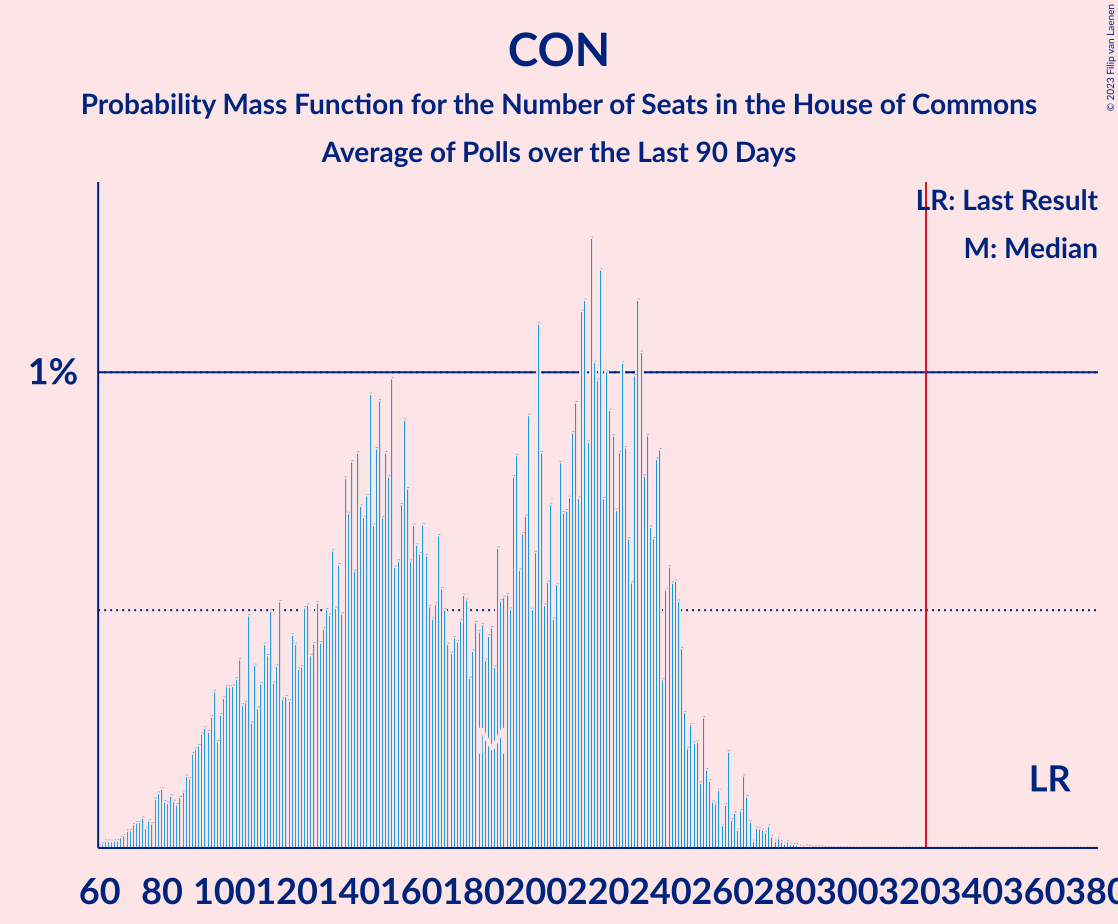 CON
Probability Mass Function for the Number of Seats in the House of Commons
Average of Polls over the Last 90 Days
© 2023 Filip van Laenen
LR: Last Result
M: Median
1%
M
LR
60 80 100 120 140 160 180 200 220 240 260 280 300 320 340 360 380